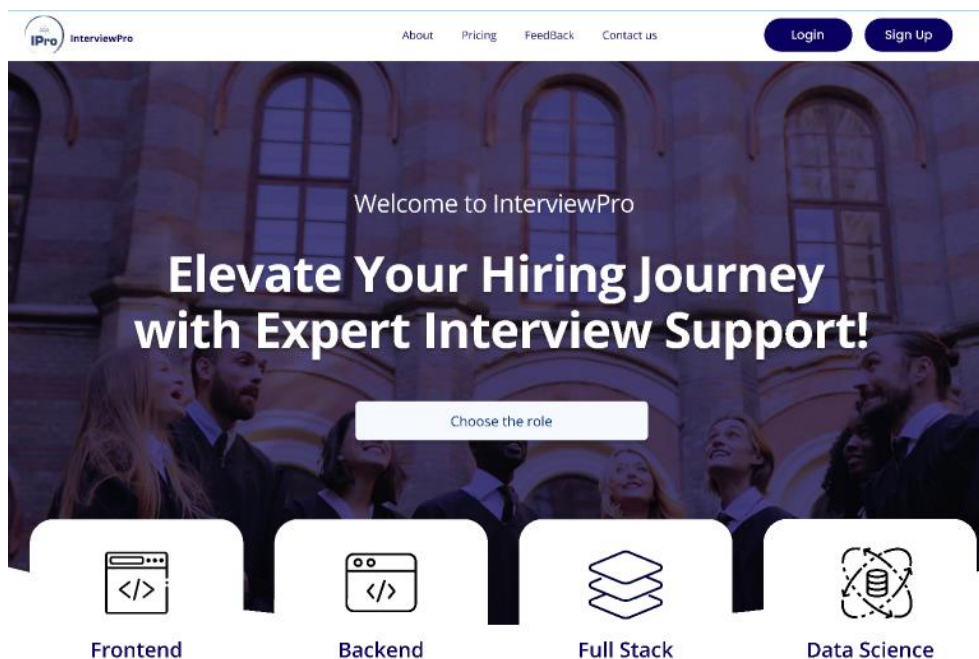 IPro
InterviewPro
About
Pricing
FeedBack
Contact us
Login
Sign Up
Welcome to InterviewPro
Elevate Your Hiring Journey
with Expert Interview Support!
Choose the role
</>
</>
Frontend
Backend
Full Stack
Data Science